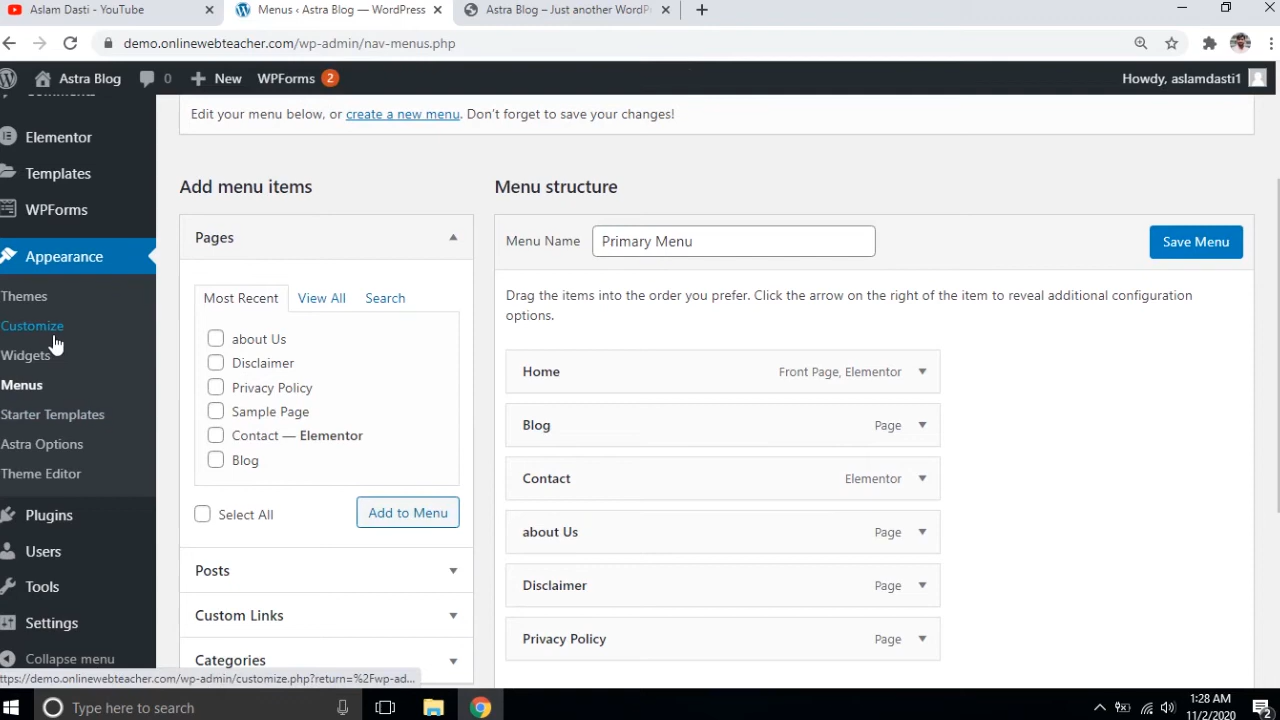 Aslam Dasti - YouTube
Menus ‹ Astra Blog — WordPress
Astra Blog – Just another WordP
demo.onlinewebteacher.com/wp-admin/nav-menus.php
Astra Blog
0
New
WPForms 2
Howdy, aslamdasti1
Elementor
Templates
WPForms
Appearance
Themes
Customize
Widgets
Menus
Starter Templates
Astra Options
Theme Editor
Plugins
Users
Tools
Settings
Collapse menu
Edit your menu below, or create a new menu. Don't forget to save your changes!
Add menu items
Pages
Most Recent
View All
Search
about Us
Disclaimer
Privacy Policy
Sample Page
Contact — Elementor
Blog
Select All
Add to Menu
Posts
Custom Links
Categories
Menu structure
Menu Name
Primary Menu
Save Menu
Drag the items into the order you prefer. Click the arrow on the right of the item to reveal additional configuration
options.
Home
Front Page, Elementor
Blog
Page
Contact
Elementor
about Us
Page
Disclaimer
Page
Privacy Policy
Page
ttps://demo.onlinewebteacher.com/wp-admin/customize.php?return=%2Fwp-ad...
Type here to search
1:28 AM
11/2/2020
2